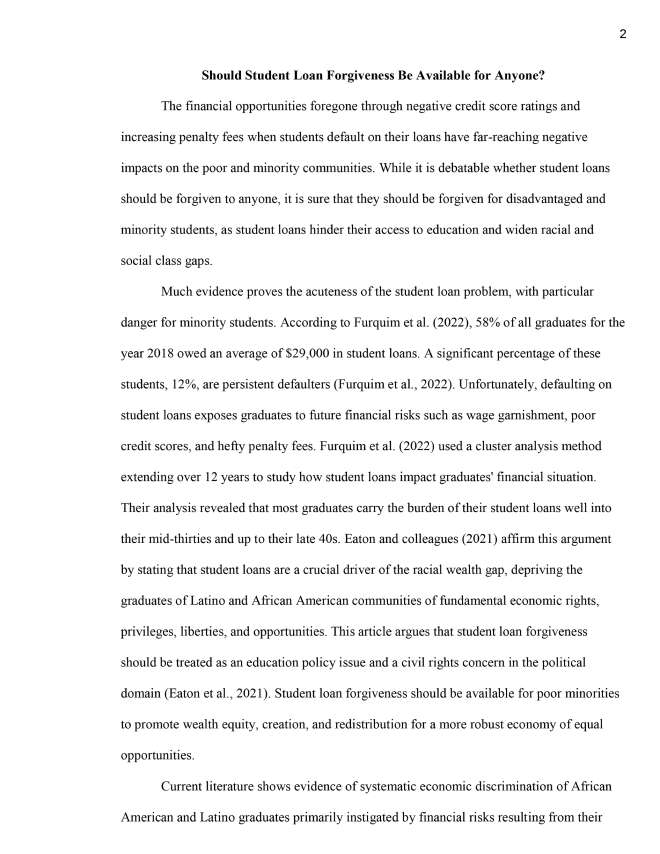 2
Should Student Loan Forgiveness Be Available for Anyone?
The financial opportunities foregone through negative credit score ratings and
increasing penalty fees when students default on their loans have far-reaching negative
impacts on the poor and minority communities. While it is debatable whether student loans
should be forgiven to anyone, it is sure that they should be forgiven for disadvantaged and
minority students, as student loans hinder their access to education and widen racial and
social class gaps.
Much evidence proves the acuteness of the student loan problem, with particular
danger for minority students. According to Furquim et al. (2022), 58% of all graduates for the
year 2018 owed an average of $29,000 in student loans. A significant percentage of these
students, 12%, are persistent defaulters (Furquim et al., 2022). Unfortunately, defaulting on
student loans exposes graduates to future financial risks such as wage garnishment, poor
credit scores, and hefty penalty fees. Furquim et al. (2022) used a cluster analysis method
extending over 12 years to study how student loans impact graduates' financial situation.
Their analysis revealed that most graduates carry the burden of their student loans well into
their mid-thirties and up to their late 40s. Eaton and colleagues (2021) affirm this argument
by stating that student loans are a crucial driver of the racial wealth gap, depriving the
graduates of Latino and African American communities of fundamental economic rights,
privileges, liberties, and opportunities. This article argues that student loan forgiveness
should be treated as an education policy issue and a civil rights concern in the political
domain (Eaton et al., 2021). Student loan forgiveness should be available for poor minorities
to promote wealth equity, creation, and redistribution for a more robust economy of equal
opportunities.
Current literature shows evidence of systematic economic discrimination of African
American and Latino graduates primarily instigated by financial risks resulting from their